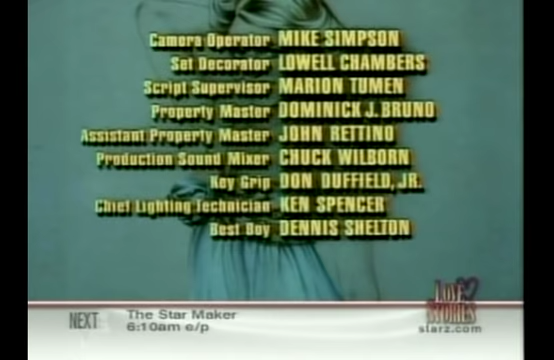 Camera Operator MIKE SIMPSON
Set Decorator LOWELL CHAMBERS
Script Supervisor MARION TUMEN
Property Master DOMINICK J. BRUNO
Assistant Property Master JOHN RETTINO
Production Sound Mixer CHUCK WILBORN
Key Grip DON DUFFIELD, JR.
Chief Lighting Technician KEN SPENCER
Best Boy DENNIS SHELTON
LOVE
STORIES
starz.com
NEXT
The Star Maker
6:10am e/p